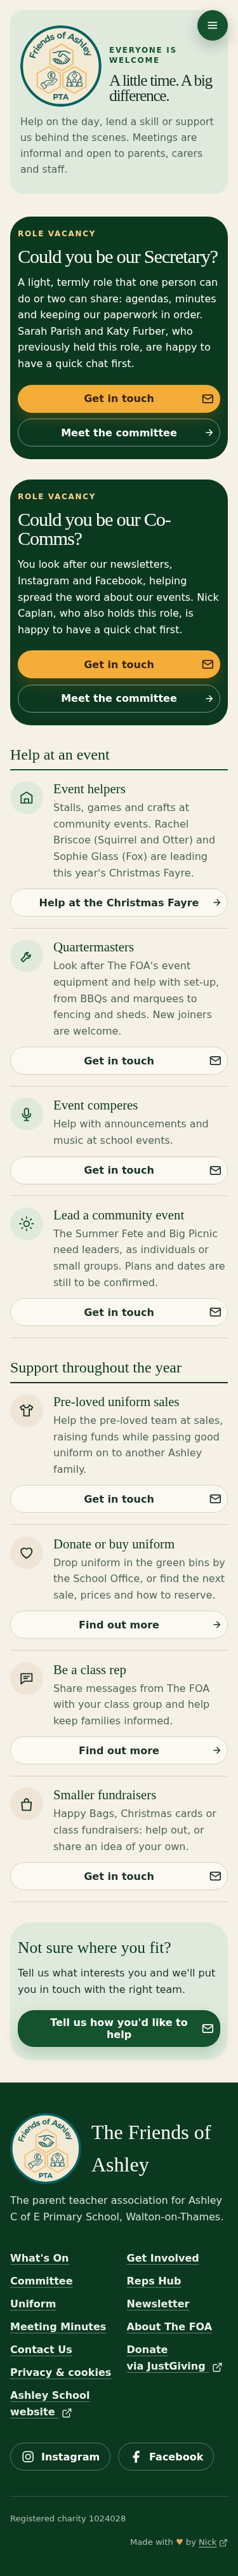 Friends of Ashley
PTA
EVERYONE IS
WELCOME
A little time. A big
difference.
Help on the day, lend a skill or support
us behind the scenes. Meetings are
informal and open to parents, carers
and staff.
ROLE VACANCY
Could you be our Secretary?
A light, termly role that one person can
do or two can share: agendas, minutes
and keeping our paperwork in order.
Sarah Parish and Katy Furber, who
previously held this role, are happy to
have a quick chat first.
Get in touch
Meet the committee
ROLE VACANCY
Could you be our Co-
Comms?
You look after our newsletters,
Instagram and Facebook, helping
spread the word about our events. Nick
Caplan, who also holds this role, is
happy to have a quick chat first.
Get in touch
Meet the committee
Help at an event
Event helpers
Stalls, games and crafts at
community events. Rachel
Briscoe (Squirrel and Otter) and
Sophie Glass (Fox) are leading
this year's Christmas Fayre.
Help at the Christmas Fayre
Quartermasters
Look after The FOA's event
equipment and help with set-up,
from BBQs and marquees to
fencing and sheds. New joiners
are welcome.
Get in touch
Event comperes
Help with announcements and
music at school events.
Get in touch
Lead a community event
The Summer Fete and Big Picnic
need leaders, as individuals or
small groups. Plans and dates are
still to be confirmed.
Get in touch
Support throughout the year
Pre-loved uniform sales
Help the pre-loved team at sales,
raising funds while passing good
uniform on to another Ashley
family.
Get in touch
Donate or buy uniform
Drop uniform in the green bins by
the School Office, or find the next
sale, prices and how to reserve.
Find out more
Be a class rep
Share messages from The FOA
with your class group and help
keep families informed.
Find out more
Smaller fundraisers
Happy Bags, Christmas cards or
class fundraisers: help out, or
share an idea of your own.
Get in touch
Not sure where you fit?
Tell us what interests you and we'll put
you in touch with the right team.
Tell us how you'd like to
help
Friends of Ashley
PTA
The Friends of
Ashley
The parent teacher association for Ashley
C of E Primary School, Walton-on-Thames.
What's On
Get Involved
Committee
Reps Hub
Uniform
Newsletter
Meeting Minutes
About The FOA
Contact Us
Donate
via JustGiving
Privacy & cookies
Ashley School
website
Instagram
Facebook
Registered charity 1024028
Made with ♥ by Nick